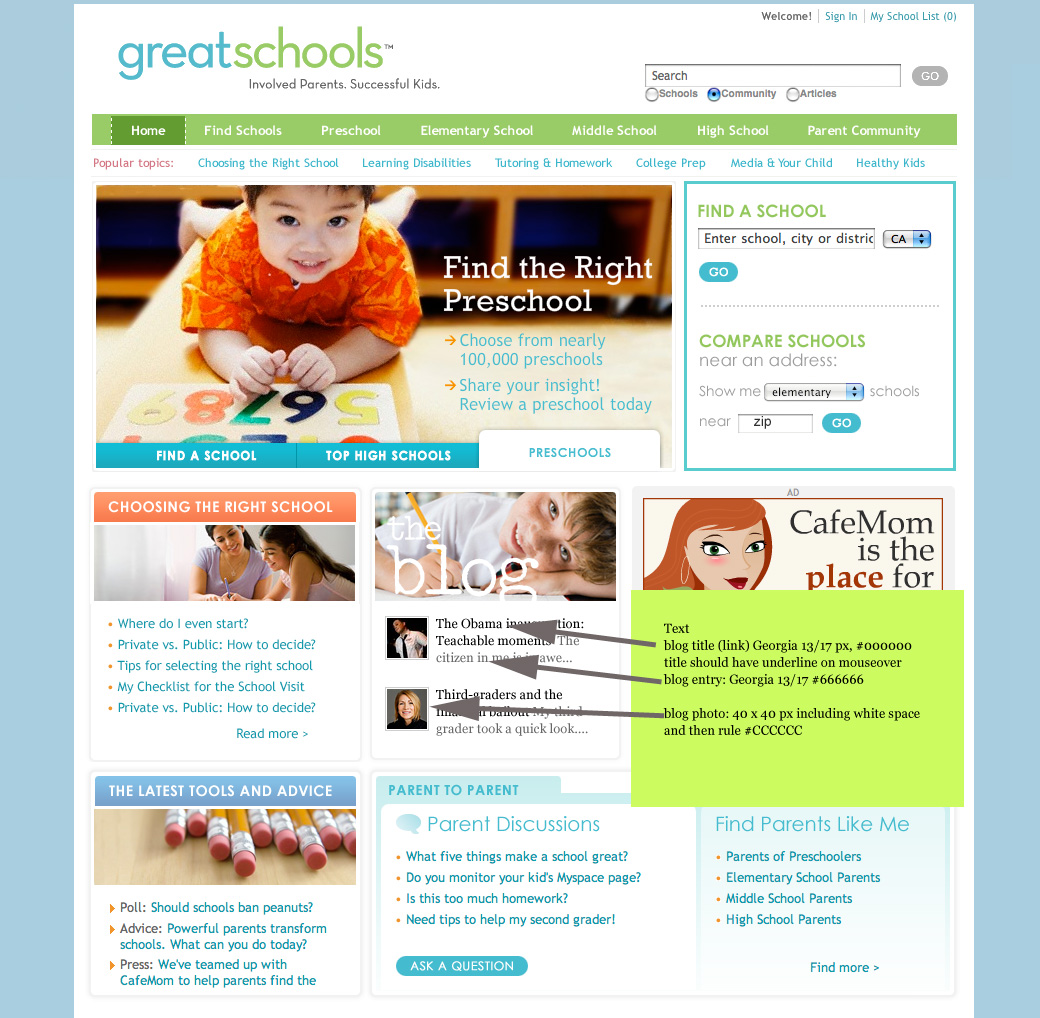 Welcome! Sign In My School List (0)
greatschools™
Involved Parents. Successful Kids.
Search GO
Schools Community Articles
Home Find Schools Preschool Elementary School Middle School High School Parent Community
Popular topics: Choosing the Right School Learning Disabilities Tutoring & Homework College Prep Media & Your Child Healthy Kids
Find the Right
Preschool
Choose from nearly
100,000 preschools
Share your insight!
Review a preschool today
FIND A SCHOOL TOP HIGH SCHOOLS PRESCHOOLS
FIND A SCHOOL
Enter school, city or distric CA
GO
COMPARE SCHOOLS
near an address:
Show me elementary schools
near zip GO
CHOOSING THE RIGHT SCHOOL
Where do I even start?
Private vs. Public: How to decide?
Tips for selecting the right school
My Checklist for the School Visit
Private vs. Public: How to decide?
Read more >
the
blog
The Obama inauguration:
Teachable moments The
citizen in me is in awe...
Third-graders and the
financial bailout My third
grader took a quick look....
AD
CafeMom
is the
place for
Text
blog title (link) Georgia 13/17 px, #000000
title should have underline on mouseover
blog entry: Georgia 13/17 #666666
blog photo: 40 x 40 px including white space
and then rule #CCCCCC
THE LATEST TOOLS AND ADVICE
Poll: Should schools ban peanuts?
Advice: Powerful parents transform
schools. What can you do today?
Press: We've teamed up with
CafeMom to help parents find the
PARENT TO PARENT
Parent Discussions
What five things make a school great?
Do you monitor your kid's Myspace page?
Is this too much homework?
Need tips to help my second grader!
ASK A QUESTION
Find Parents Like Me
Parents of Preschoolers
Elementary School Parents
Middle School Parents
High School Parents
Find more >